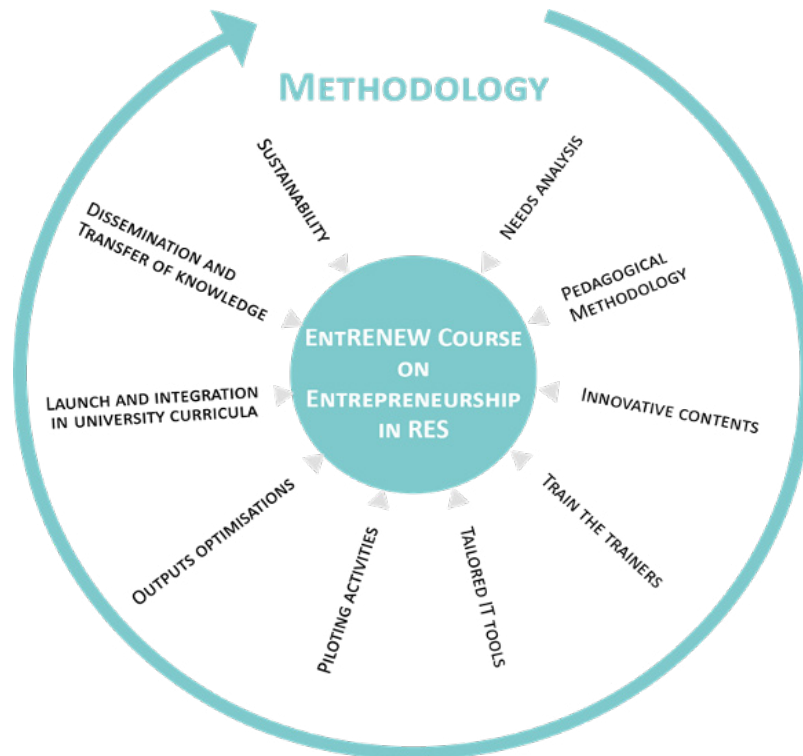 Methodology
Needs analysis
Pedagogical
Methodology
Innovative contents
Train the trainers
Tailored IT tools
Piloting activities
Outputs optimisations
Launch and integration
in university curricula
Dissemination and
Transfer of knowledge
Sustainability
EntRENEW Course
on
Entrepreneurship
in RES